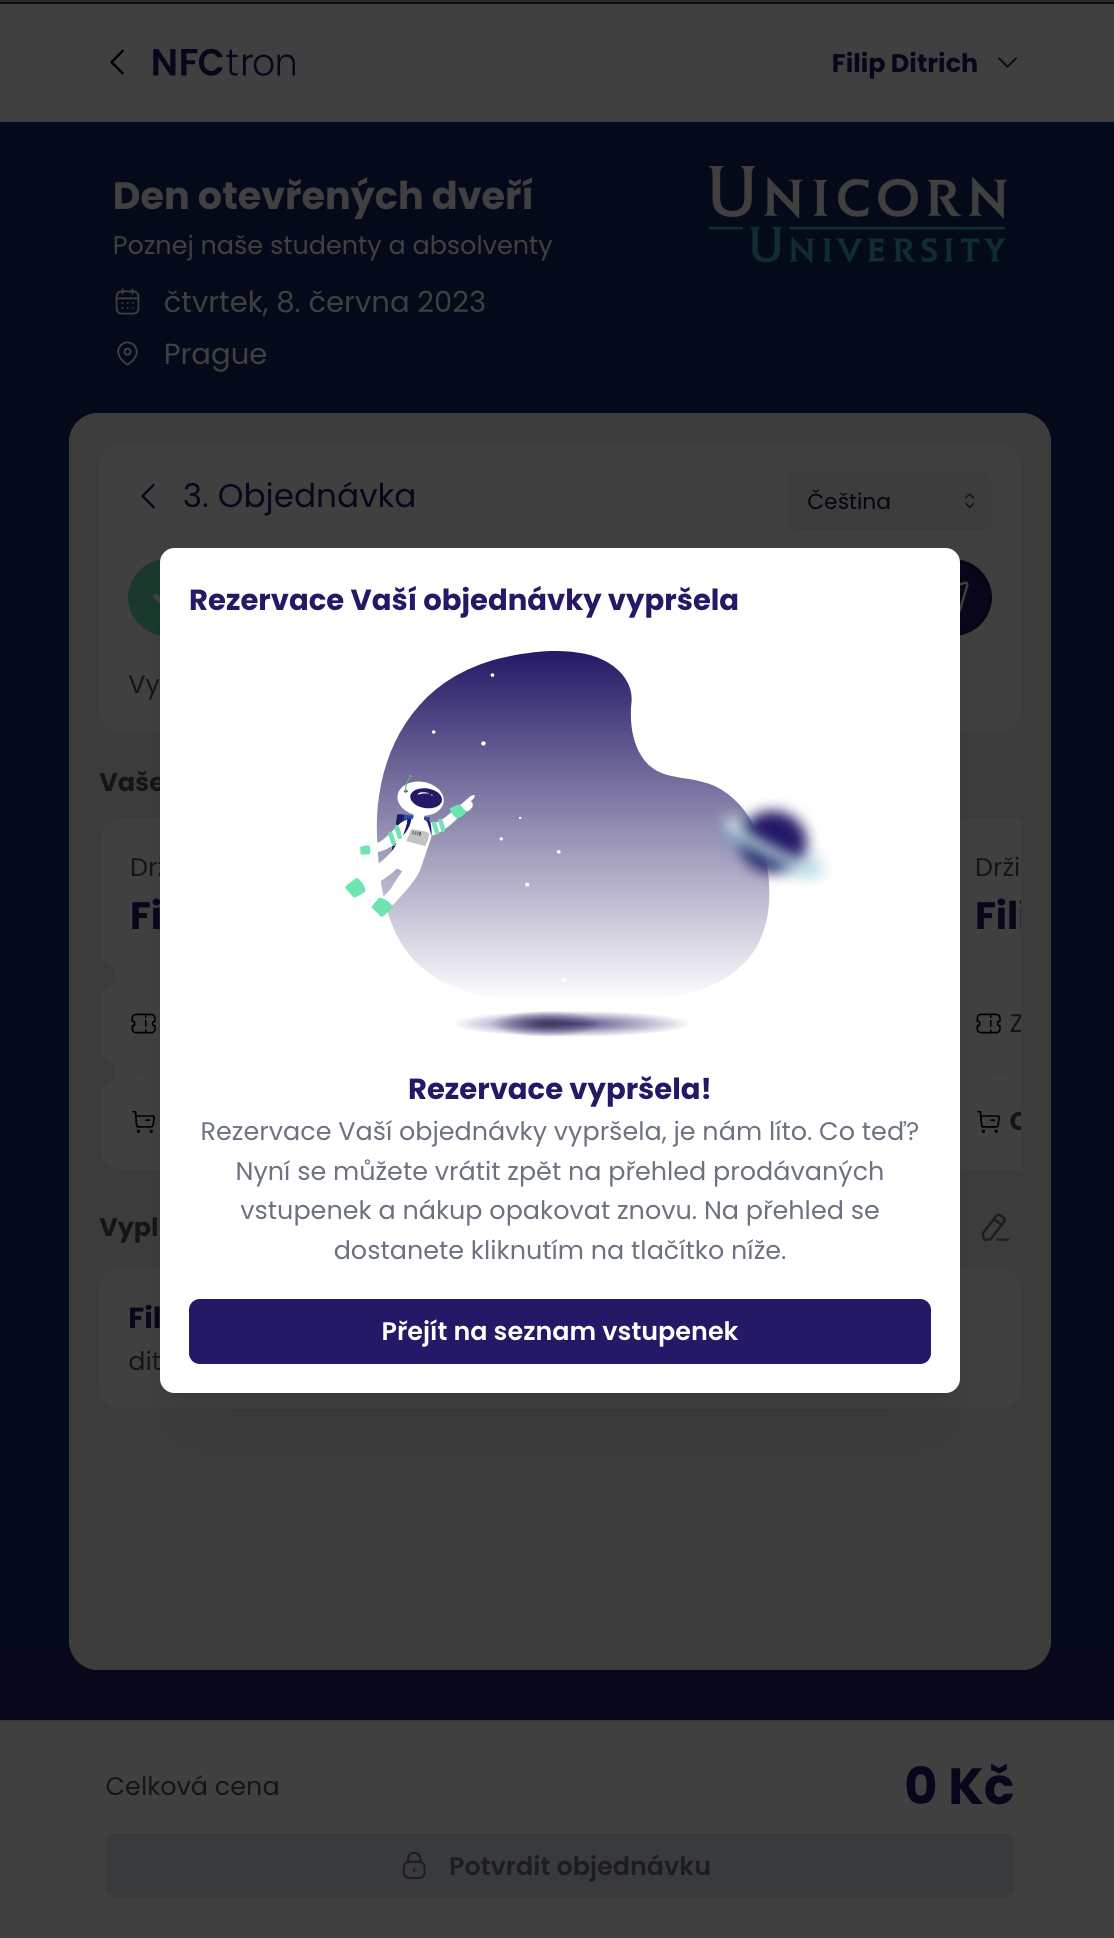 NFCtron
Filip Ditrich
Den otevřených dveří
Poznej naše studenty a absolventy
čtvrtek, 8. června 2023
Prague
UNICORN
UNIVERSITY
3. Objednávka
Čeština
Rezervace Vaší objednávky vypršela
Vy
Vaše
Drž
Drži
Fi
Fili
Z
Rezervace vypršela!
Rezervace Vaší objednávky vypršela, je nám líto. Co teď?
Nyní se můžete vrátit zpět na přehled prodávaných
vstupenek a nákup opakovat znovu. Na přehled se
dostanete kliknutím na tlačítko níže.
Vypl
Přejít na seznam vstupenek
Fil
dit
Celková cena
0 Kč
Potvrdit objednávku